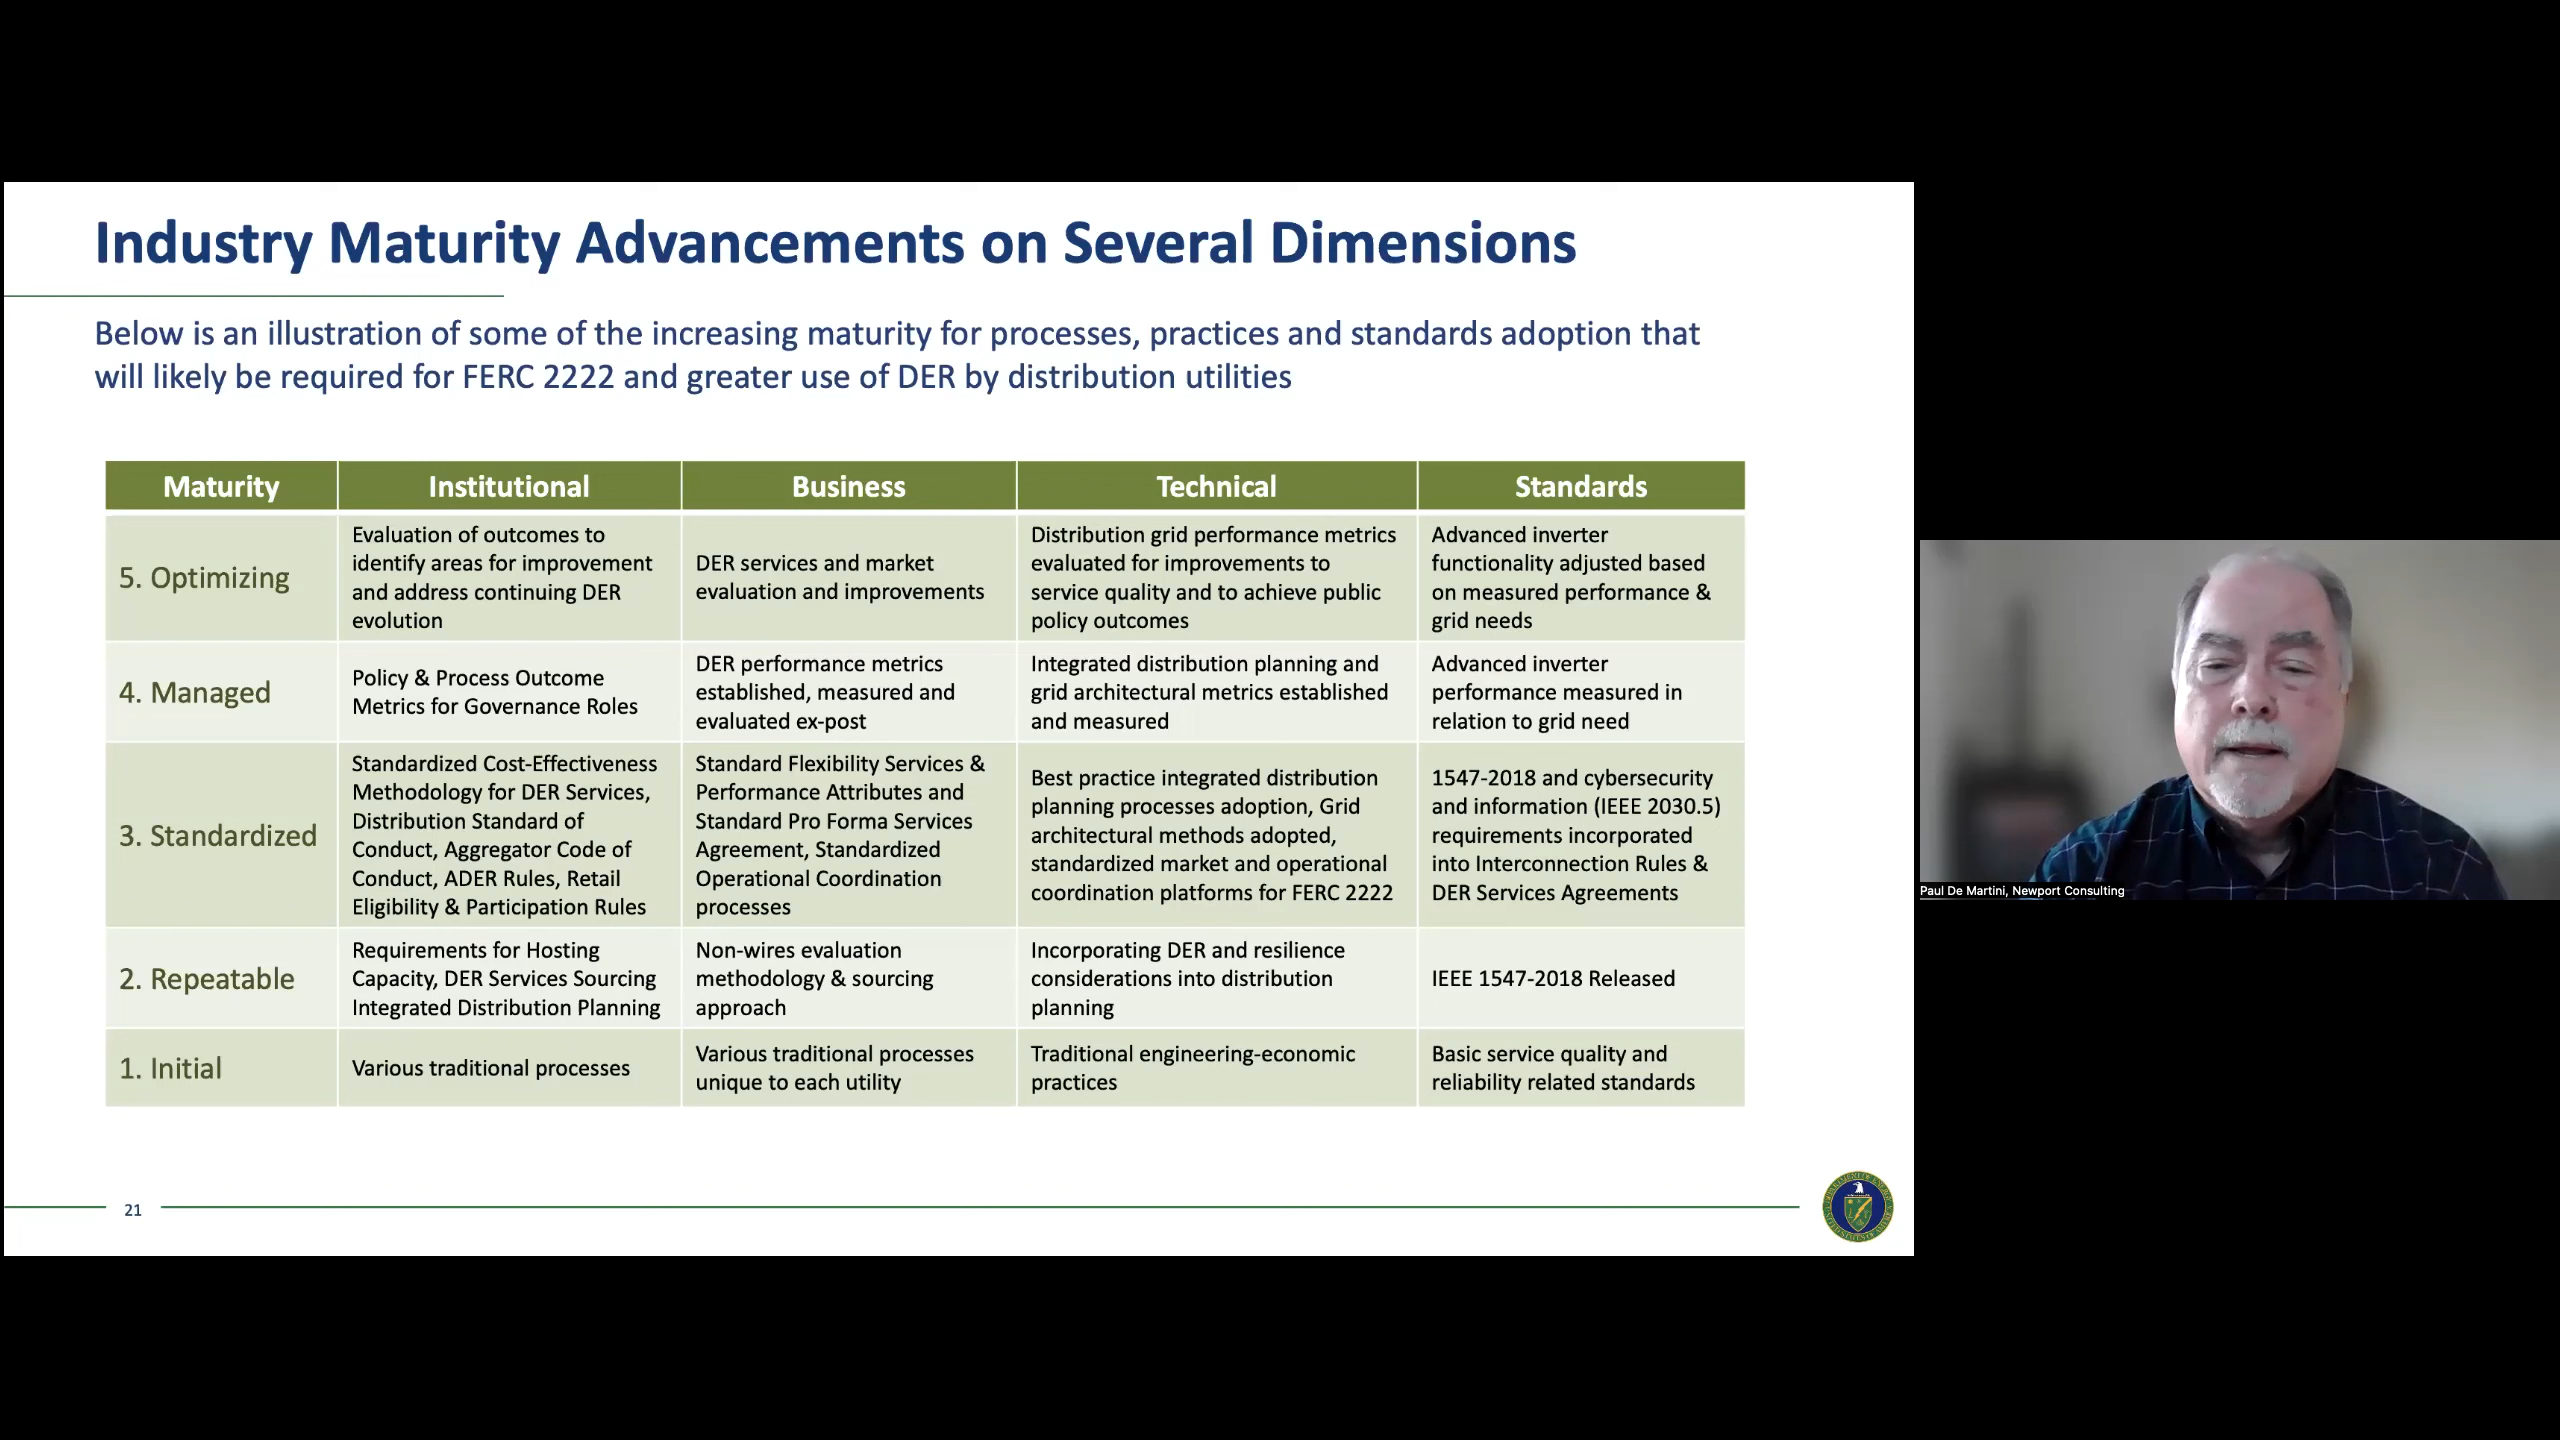 Industry Maturity Advancements on Several Dimensions
Below is an illustration of some of the increasing maturity for processes, practices and standards adoption that
will likely be required for FERC 2222 and greater use of DER by distribution utilities
Maturity
Institutional
Business
Technical
Standards
5. Optimizing
Evaluation of outcomes to
identify areas for improvement
and address continuing DER
evolution
DER services and market
evaluation and improvements
Distribution grid performance metrics
evaluated for improvements to
service quality and to achieve public
policy outcomes
Advanced inverter
functionality adjusted based
on measured performance &
grid needs
4. Managed
Policy & Process Outcome
Metrics for Governance Roles
DER performance metrics
established, measured and
evaluated ex-post
Integrated distribution planning and
grid architectural metrics established
and measured
Advanced inverter
performance measured in
relation to grid need
3. Standardized
Standardized Cost-Effectiveness
Methodology for DER Services,
Distribution Standard of
Conduct, Aggregator Code of
Conduct, ADER Rules, Retail
Eligibility & Participation Rules
Standard Flexibility Services &
Performance Attributes and
Standard Pro Forma Services
Agreement, Standardized
Operational Coordination
processes
Best practice integrated distribution
planning processes adoption, Grid
architectural methods adopted,
standardized market and operational
coordination platforms for FERC 2222
1547-2018 and cybersecurity
and information (IEEE 2030.5)
requirements incorporated
into Interconnection Rules &
DER Services Agreements
2. Repeatable
Requirements for Hosting
Capacity, DER Services Sourcing
Integrated Distribution Planning
Non-wires evaluation
methodology & sourcing
approach
Incorporating DER and resilience
considerations into distribution
planning
IEEE 1547-2018 Released
1. Initial
Various traditional processes
Various traditional processes
unique to each utility
Traditional engineering-economic
practices
Basic service quality and
reliability related standards
21
Paul De Martini, Newport Consulting